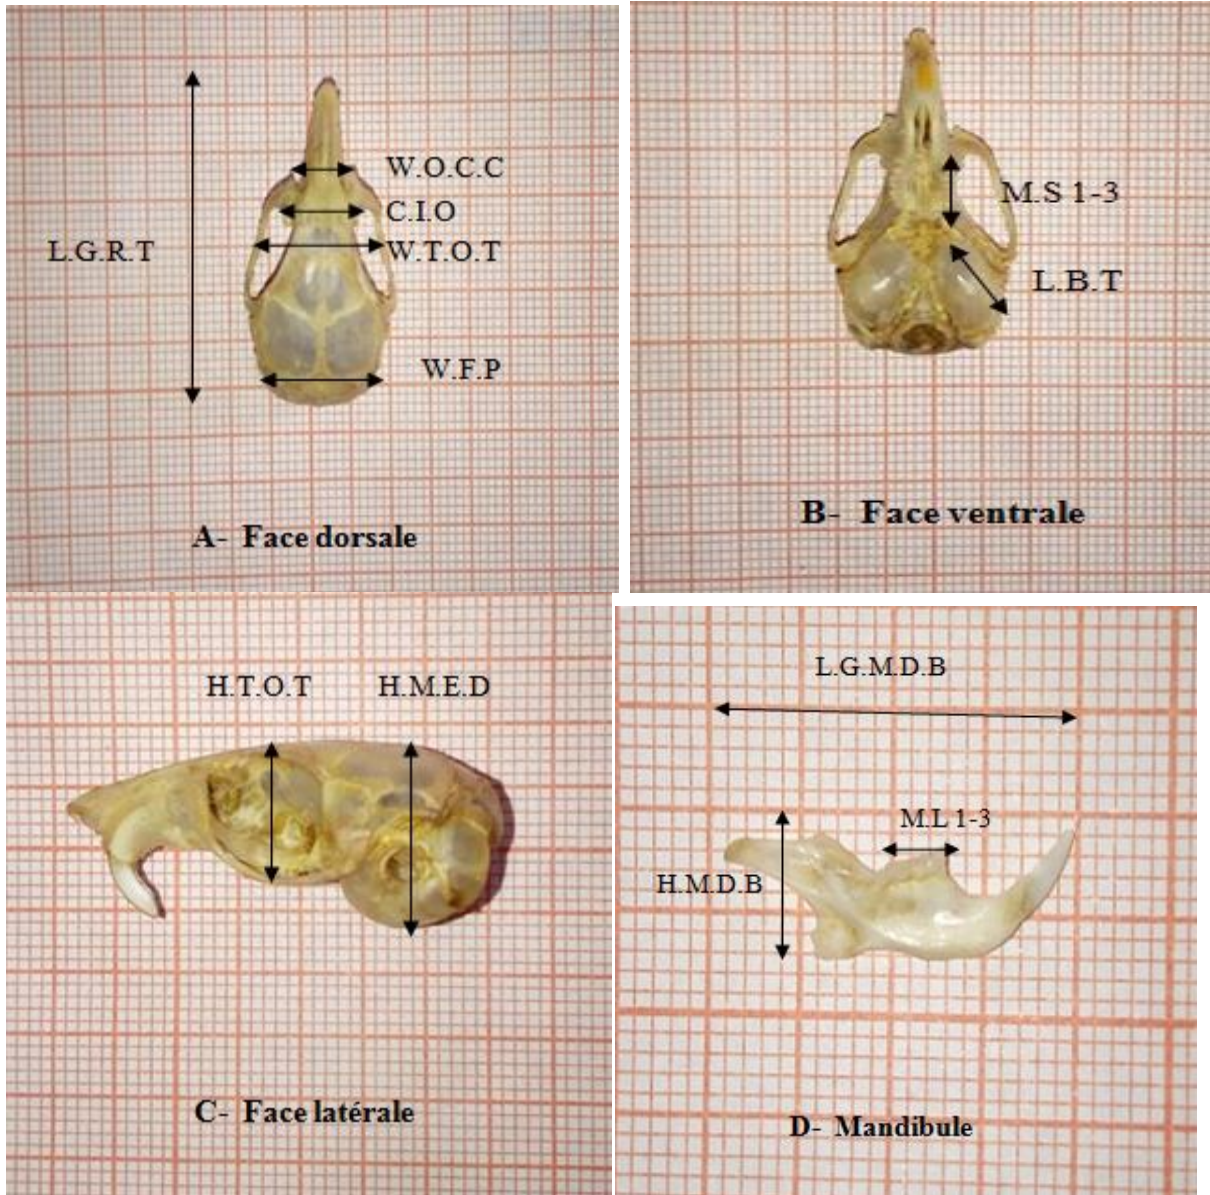 W.O.C.C
C.I.O
L.G.R.T
W.T.O.T
W.F.P
A- Face dorsale
M.S 1-3
L.B.T
B- Face ventrale
H.T.O.T H.M.E.D
C- Face latérale
L.G.M.D.B
M.L 1-3
H.M.D.B
D- Mandibule